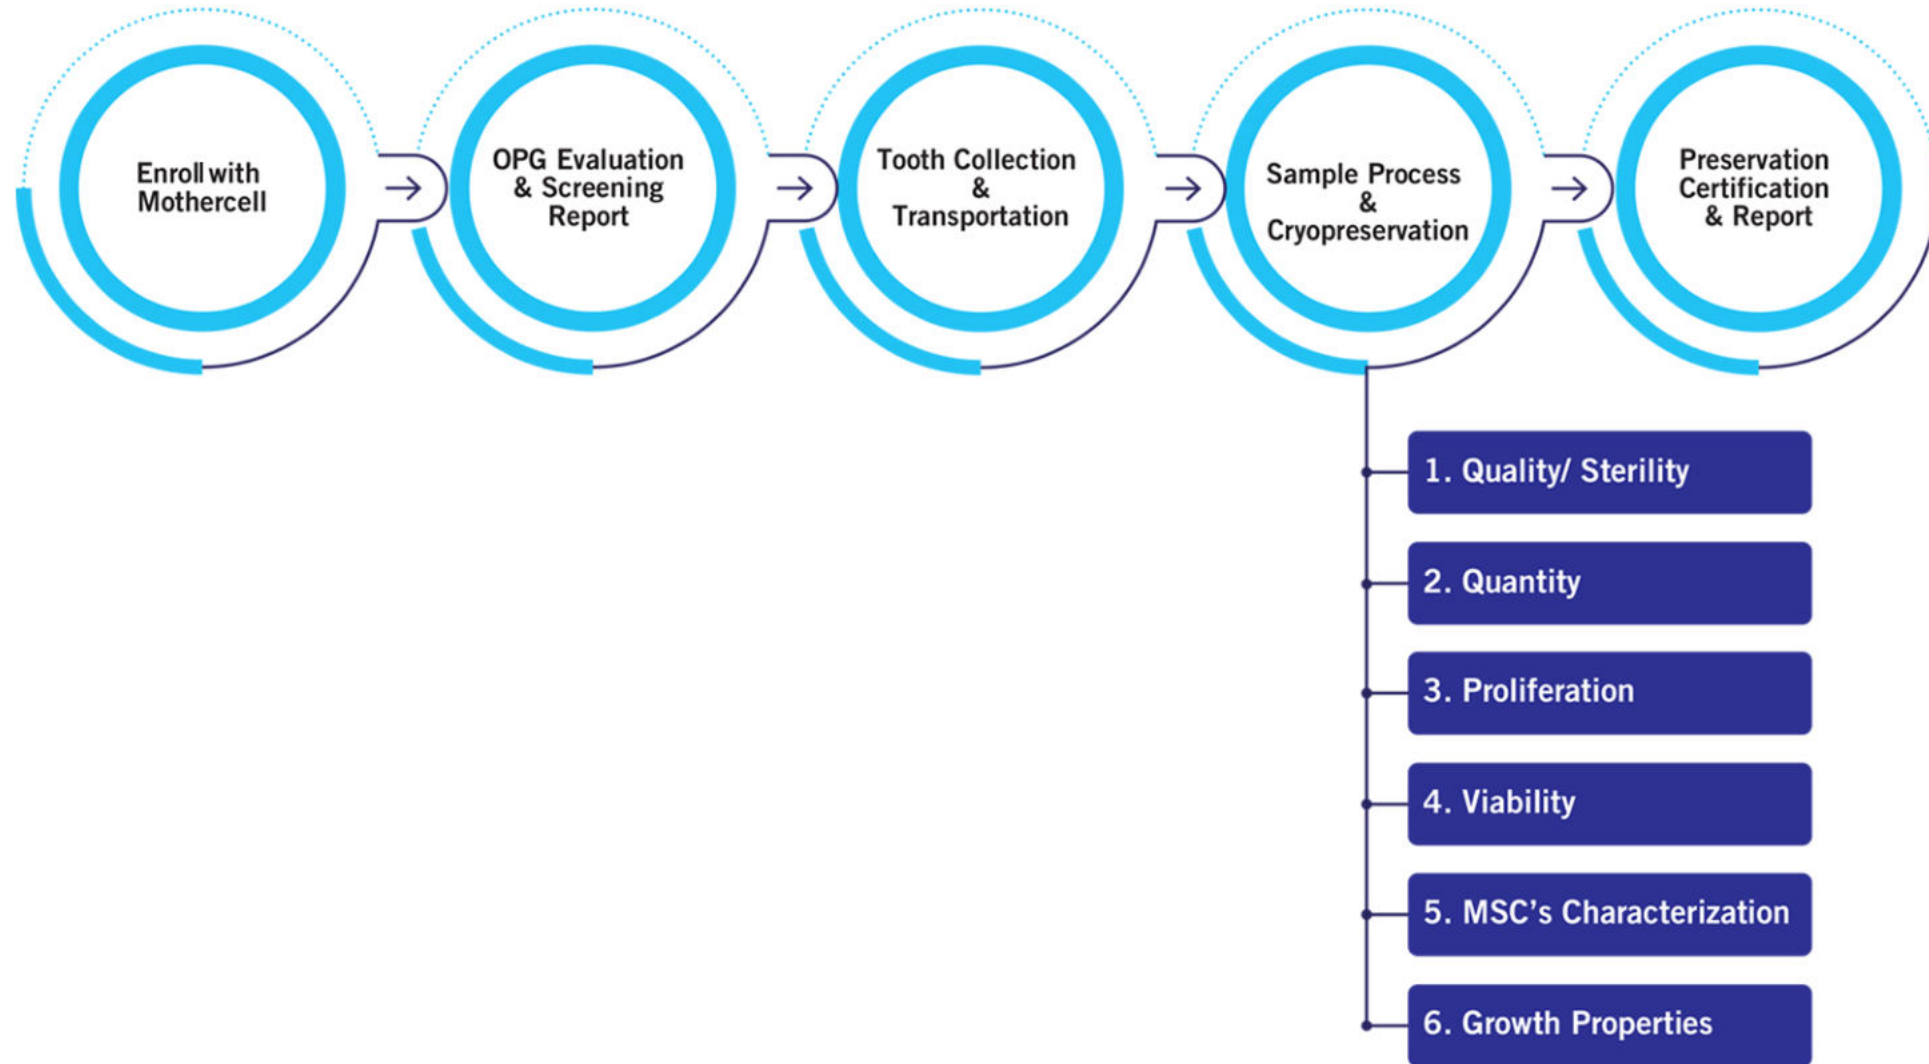 Enroll with
Mothercell
OPG Evaluation
& Screening
Report
Tooth Collection
&
Transportation
Sample Process
&
Cryopreservation
Preservation
Certification
& Report
1. Quality/ Sterility
2. Quantity
3. Proliferation
4. Viability
5. MSC's Characterization
6. Growth Properties